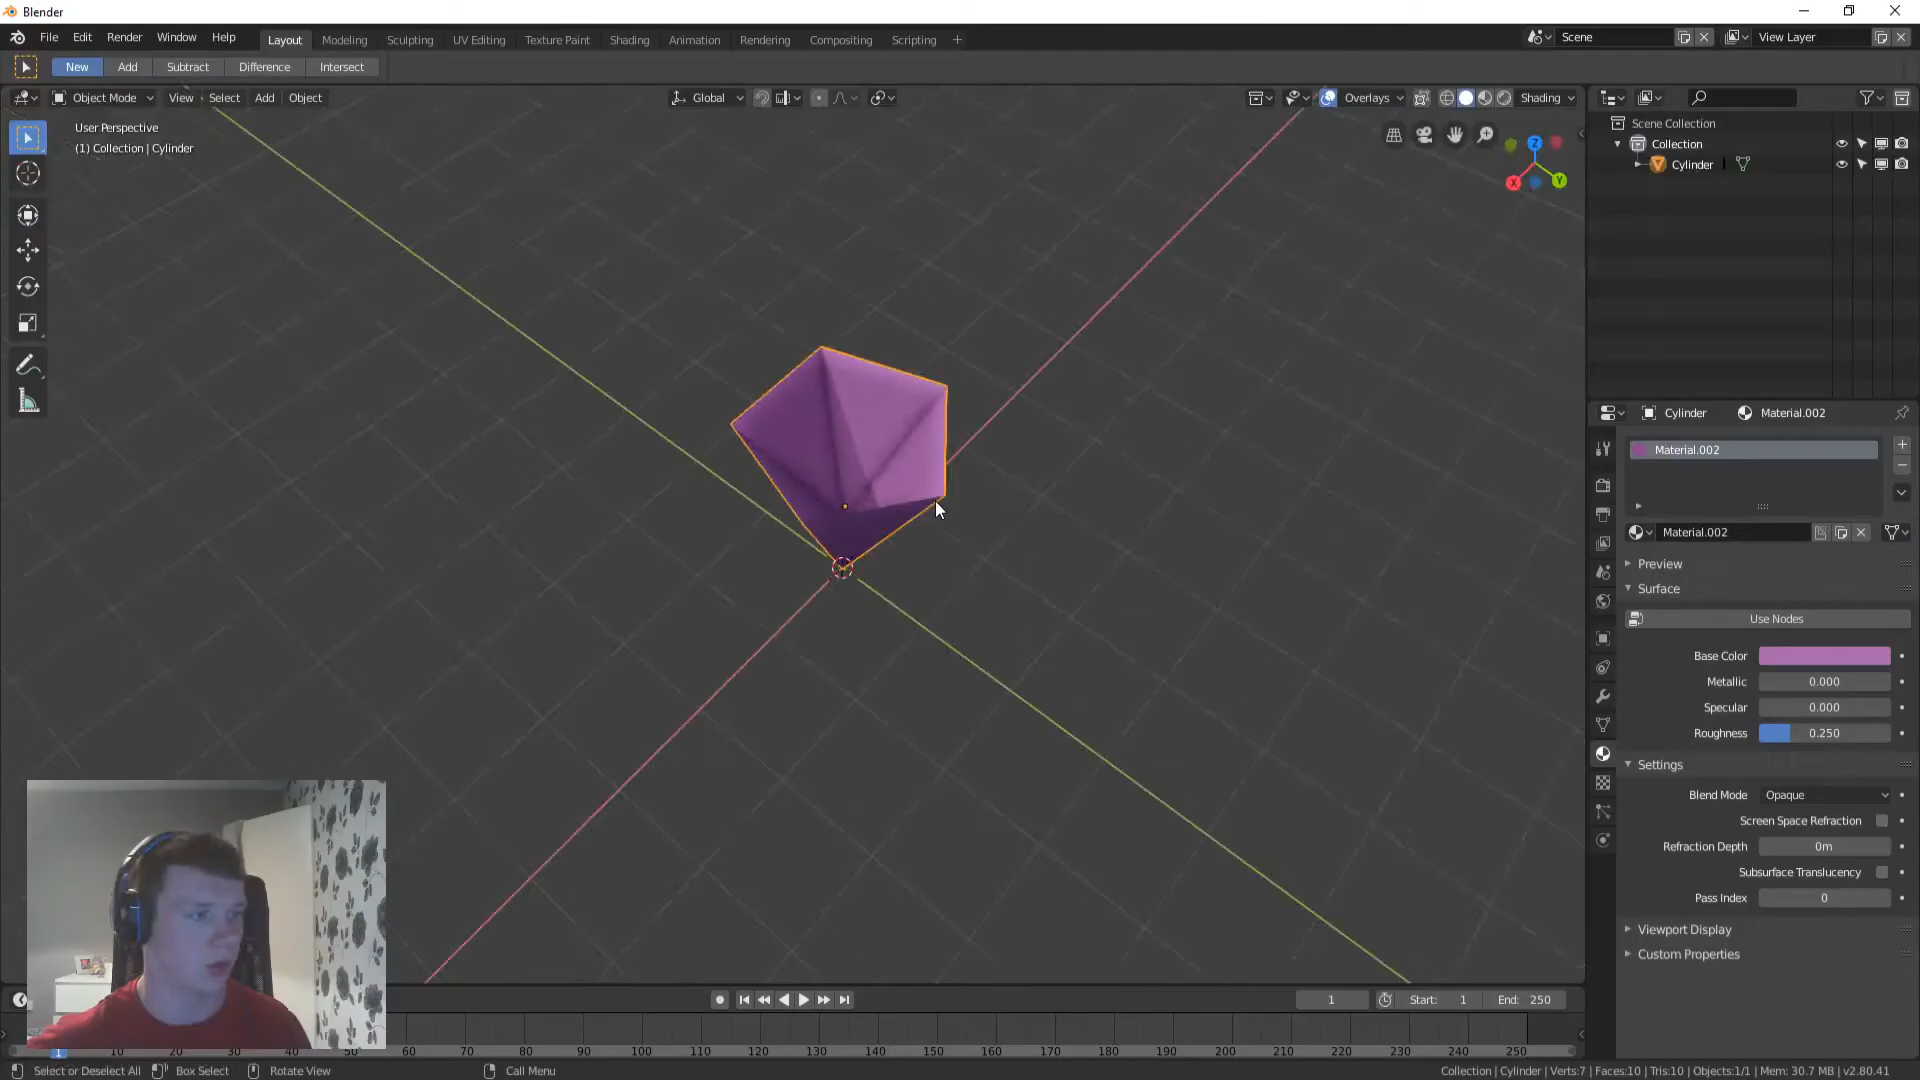 Blender
File Edit Render Window Help Layout Modeling Sculpting UV Editing Texture Paint Shading Animation Rendering Compositing Scripting + Scene View Layer
New Add Subtract Difference Intersect
Object Mode View Select Add Object Global Overlays Shading
User Perspective
(1) Collection | Cylinder
Z
X
Y
Scene Collection
Collection
Cylinder
Cylinder Material.002
Material.002
Material.002
Preview
Surface
Use Nodes
Base Color
Metallic 0.000
Specular 0.000
Roughness 0.250
Settings
Blend Mode Opaque
Screen Space Refraction
Refraction Depth 0m
Subsurface Translucency
Pass Index 0
Viewport Display
Custom Properties
1 Start: 1 End: 250
1 10 20 30 40 50 60 70 80 90 100 110 120 130 140 150 160 170 180 190 200 210 220 230 240 250
Select or Deselect All Box Select Rotate View Call Menu Collection | Cylinder | Verts:7 | Faces:10 | Tris:10 | Objects:1/1 | Mem: 30.7 MB | v2.80.41